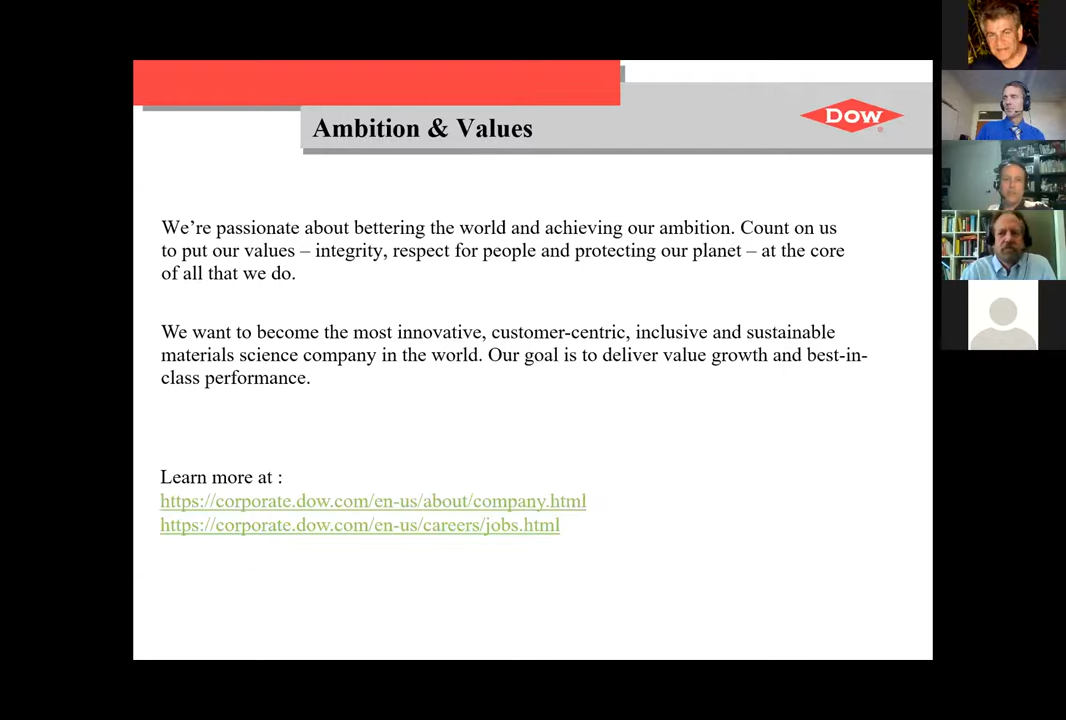 Ambition & Values
DOW
We're passionate about bettering the world and achieving our ambition. Count on us
to put our values – integrity, respect for people and protecting our planet – at the core
of all that we do.
We want to become the most innovative, customer-centric, inclusive and sustainable
materials science company in the world. Our goal is to deliver value growth and best-in-
class performance.
Learn more at :
https://corporate.dow.com/en-us/about/company.html
https://corporate.dow.com/en-us/careers/jobs.html